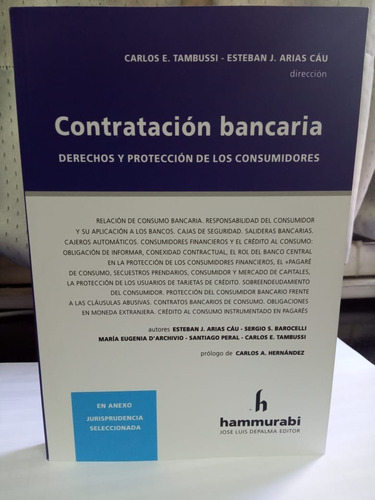 CARLOS E. TAMBUSSI - ESTEBAN J. ARIAS CÁU
dirección
Contratación bancaria
DERECHOS Y PROTECCIÓN DE LOS CONSUMIDORES
RELACIÓN DE CONSUMO BANCARIA. RESPONSABILIDAD DEL CONSUMIDOR
Y SU APLICACIÓN A LOS BANCOS. CAJAS DE SEGURIDAD. SALIDERAS BANCARIAS.
CAJEROS AUTOMÁTICOS. CONSUMIDORES FINANCIEROS Y EL CRÉDITO AL CONSUMO:
OBLIGACIÓN DE INFORMAR, CONEXIDAD CONTRACTUAL, EL ROL DEL BANCO CENTRAL
EN LA PROTECCIÓN DE LOS CONSUMIDORES FINANCIEROS, EL «PAGARÉ
DE CONSUMO, SECUESTROS PRENDARIOS, CONSUMIDOR Y MERCADO DE CAPITALES,
LA PROTECCIÓN DE LOS USUARIOS DE TARJETAS DE CRÉDITO. SOBREENDEUDAMIENTO
DEL CONSUMIDOR. PROTECCIÓN DEL CONSUMIDOR BANCARIO FRENTE
A LAS CLÁUSULAS ABUSIVAS. CONTRATOS BANCARIOS DE CONSUMO. OBLIGACIONES
EN MONEDA EXTRANJERA. CRÉDITO AL CONSUMO INSTRUMENTADO EN PAGARÉS
autores ESTEBAN J. ARIAS CÁU - SERGIO S. BAROCELLI
MARÍA EUGENIA D'ARCHIVIO - SANTIAGO PERAL - CARLOS E. TAMBUSSI
prólogo de CARLOS A. HERNÁNDEZ
EN ANEXO
JURISPRUDENCIA
SELECCIONADA
h
hammurabi
JOSE LUIS DEPALMA EDITOR